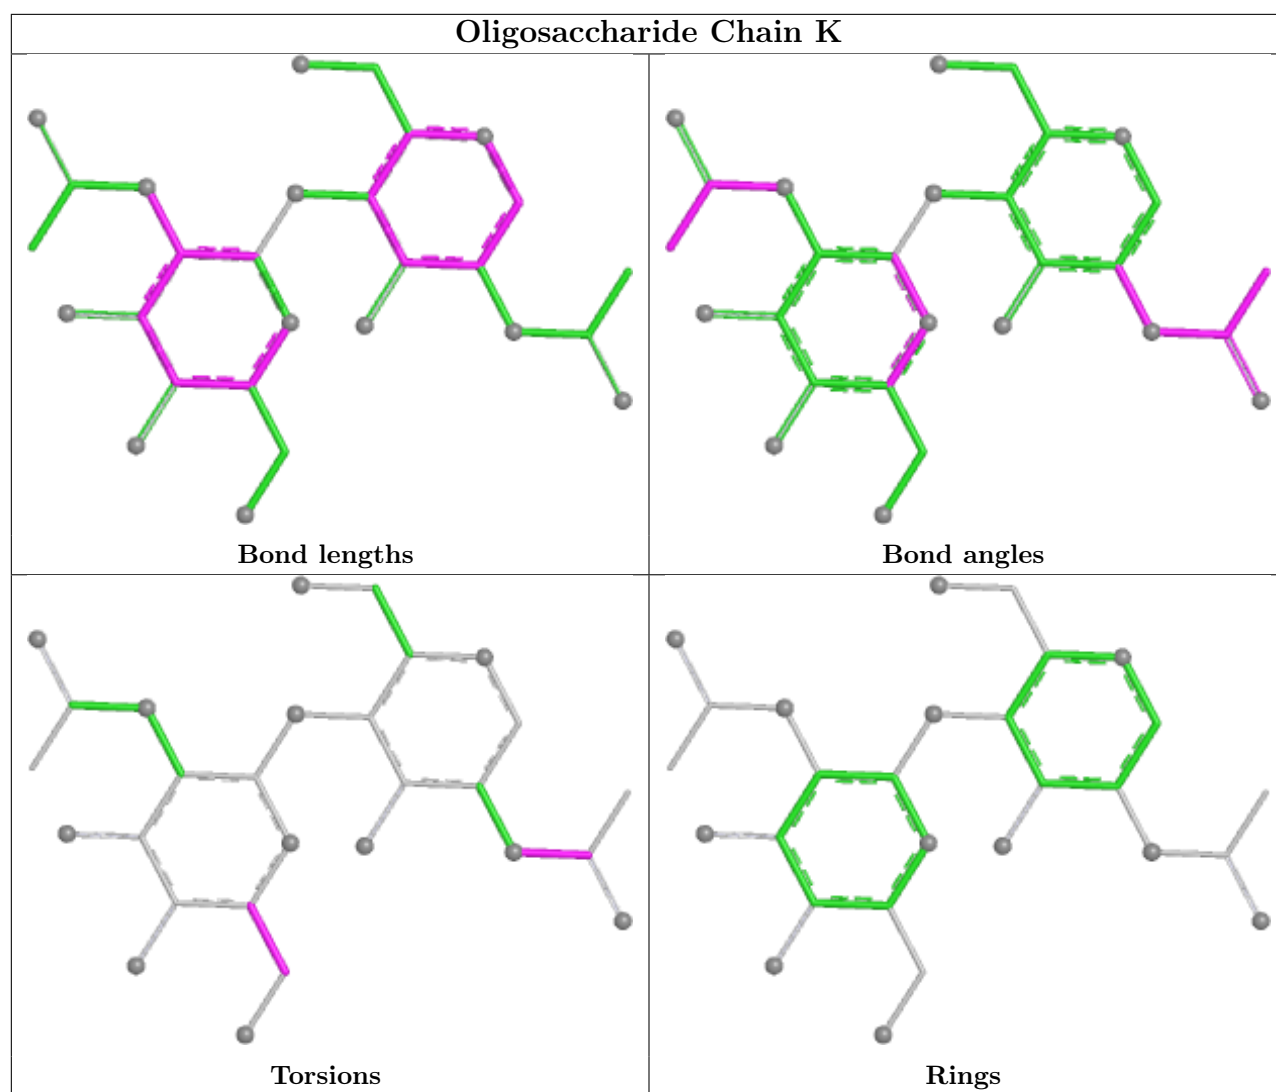 Oligosaccharide Chain K
Bond lengths
Bond angles
Torsions
Rings